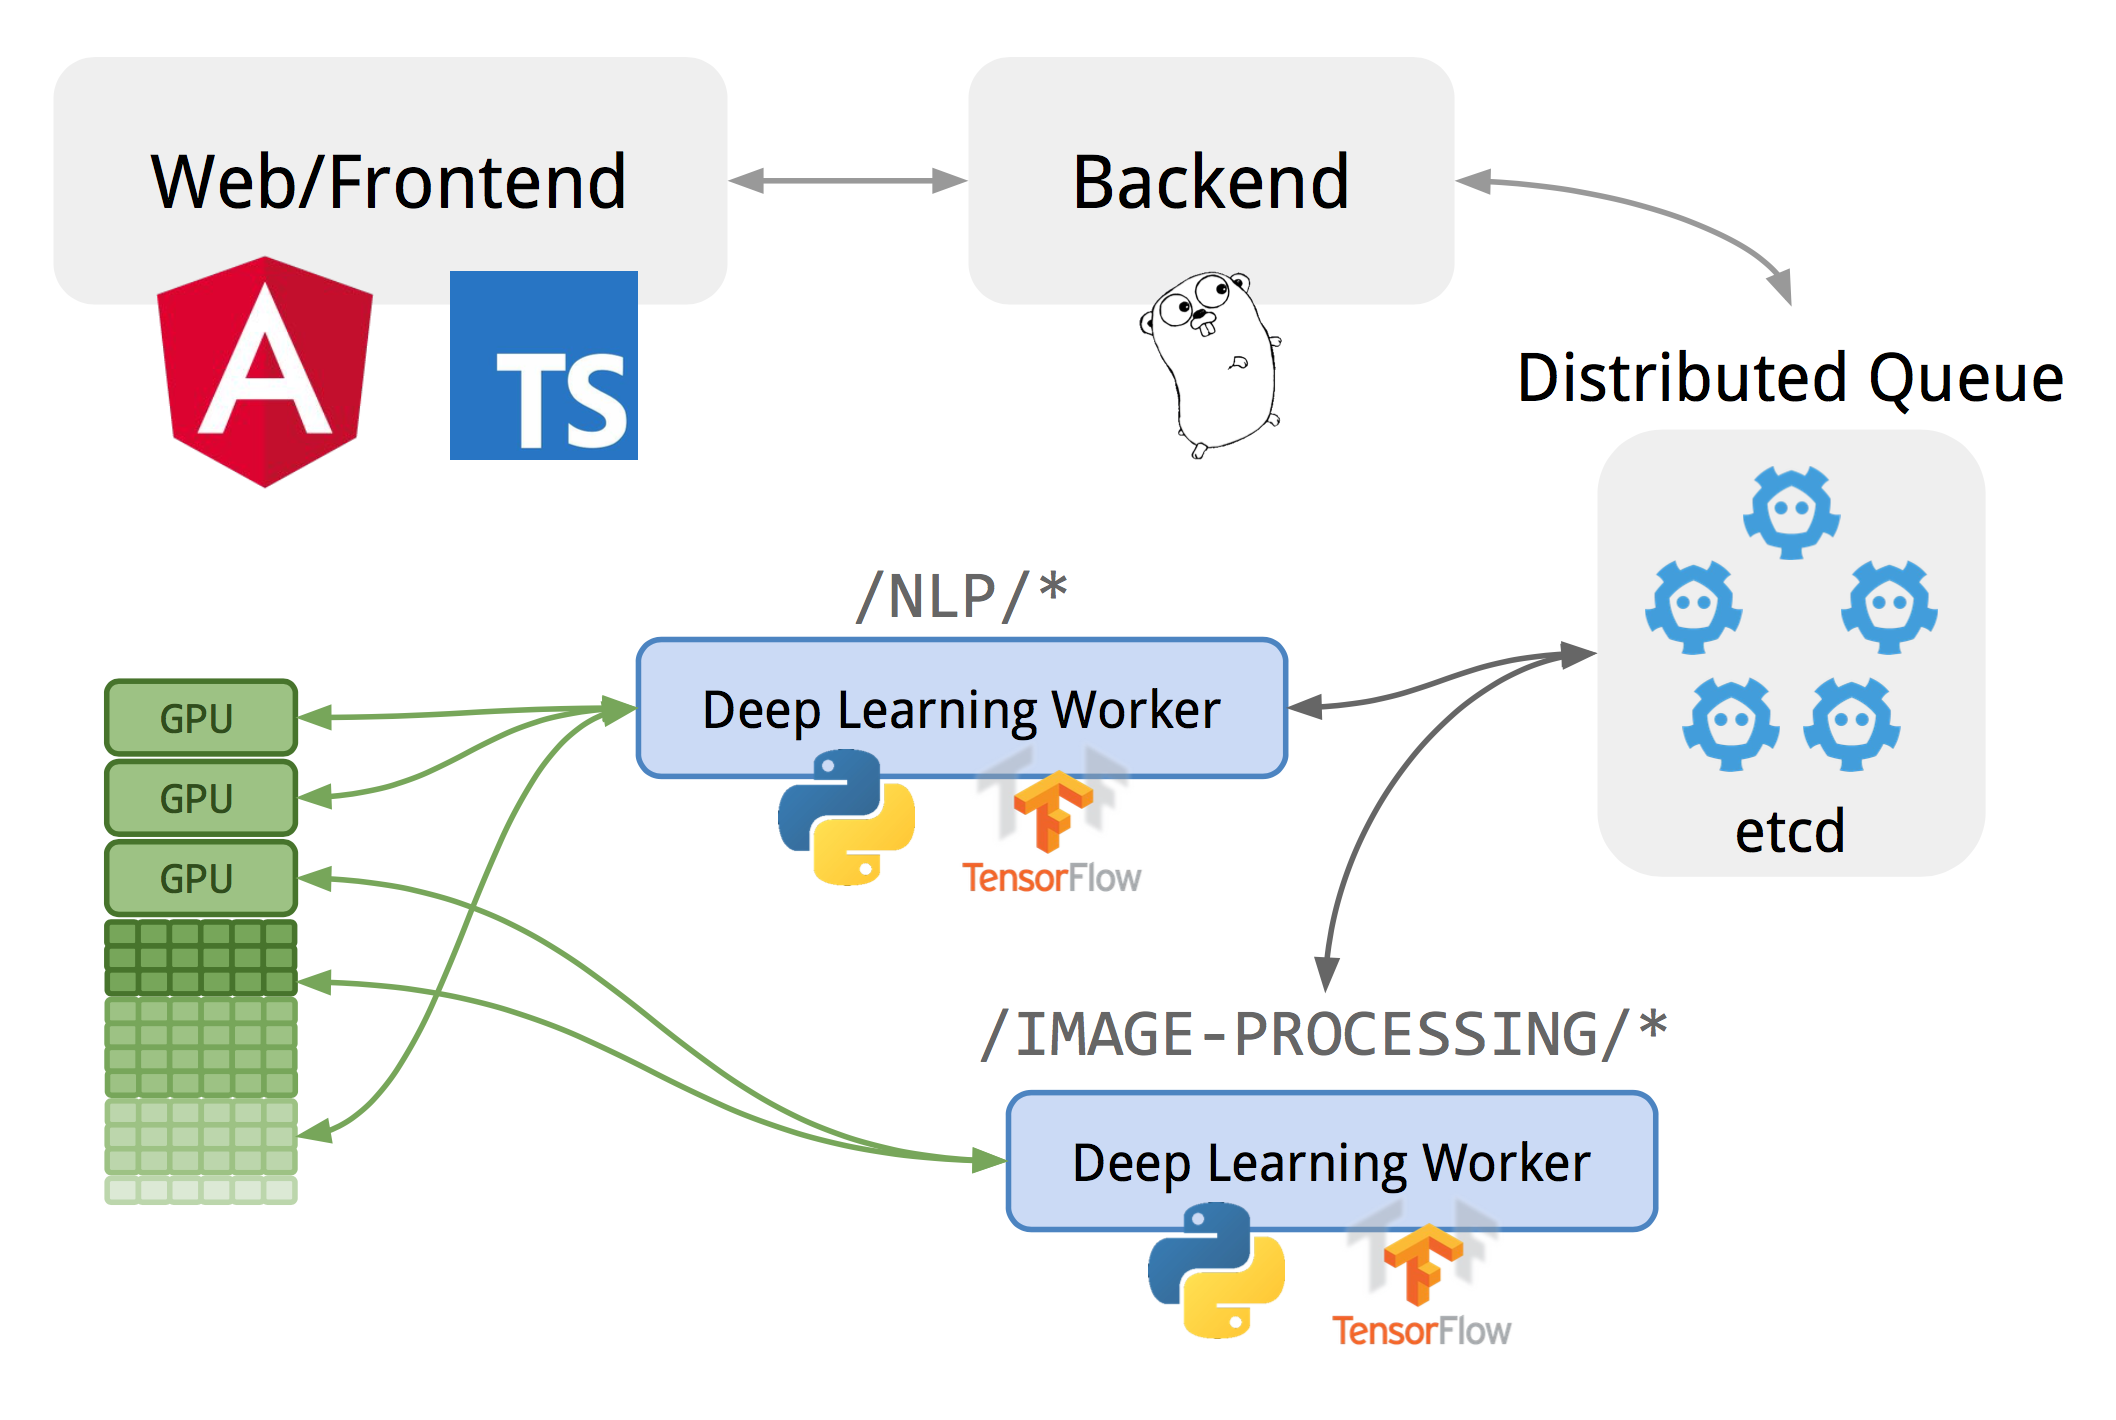 Web/Frontend
Backend
A
TS
Distributed Queue
etcd
/NLP/*
Deep Learning Worker
TensorFlow
GPU
GPU
GPU
/IMAGE-PROCESSING/*
Deep Learning Worker
TensorFlow